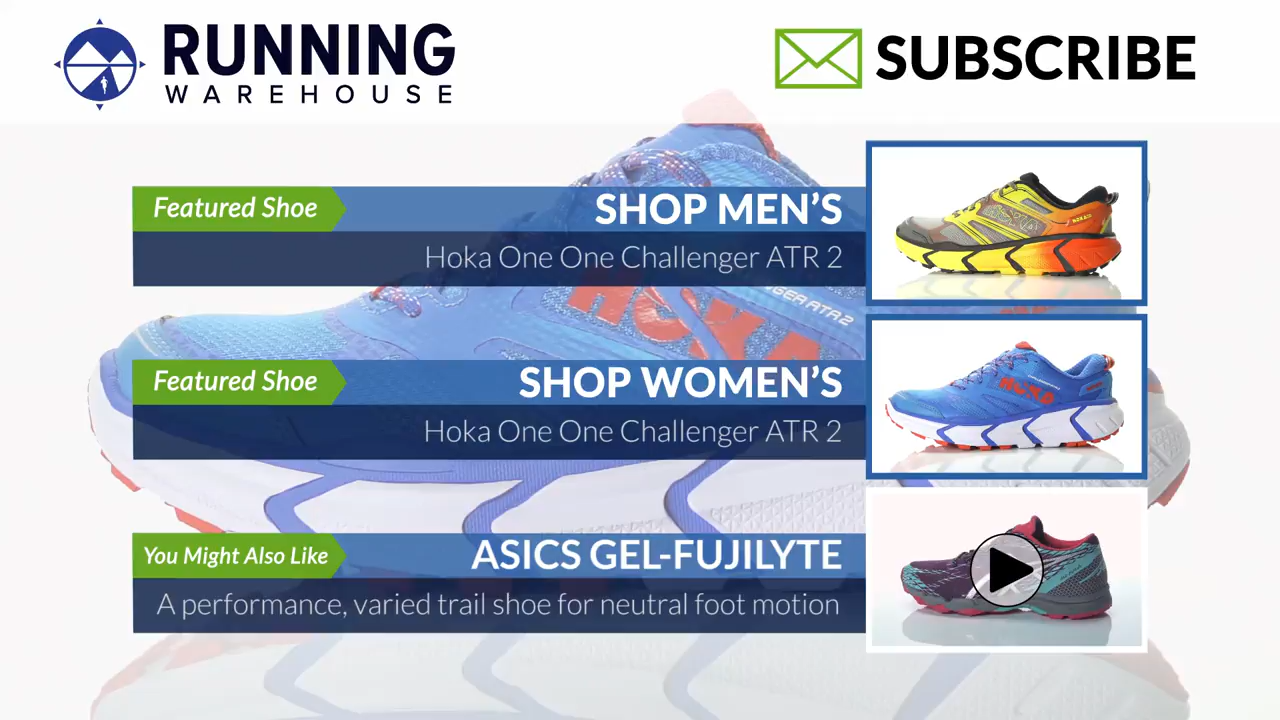 RUNNING
WAREHOUSE
SUBSCRIBE
Featured Shoe
SHOP MEN'S
Hoka One One Challenger ATR 2
HOKA
Featured Shoe
SHOP WOMEN'S
Hoka One One Challenger ATR 2
HOKA
You Might Also Like
ASICS GEL-FUJILYTE
A performance, varied trail shoe for neutral foot motion